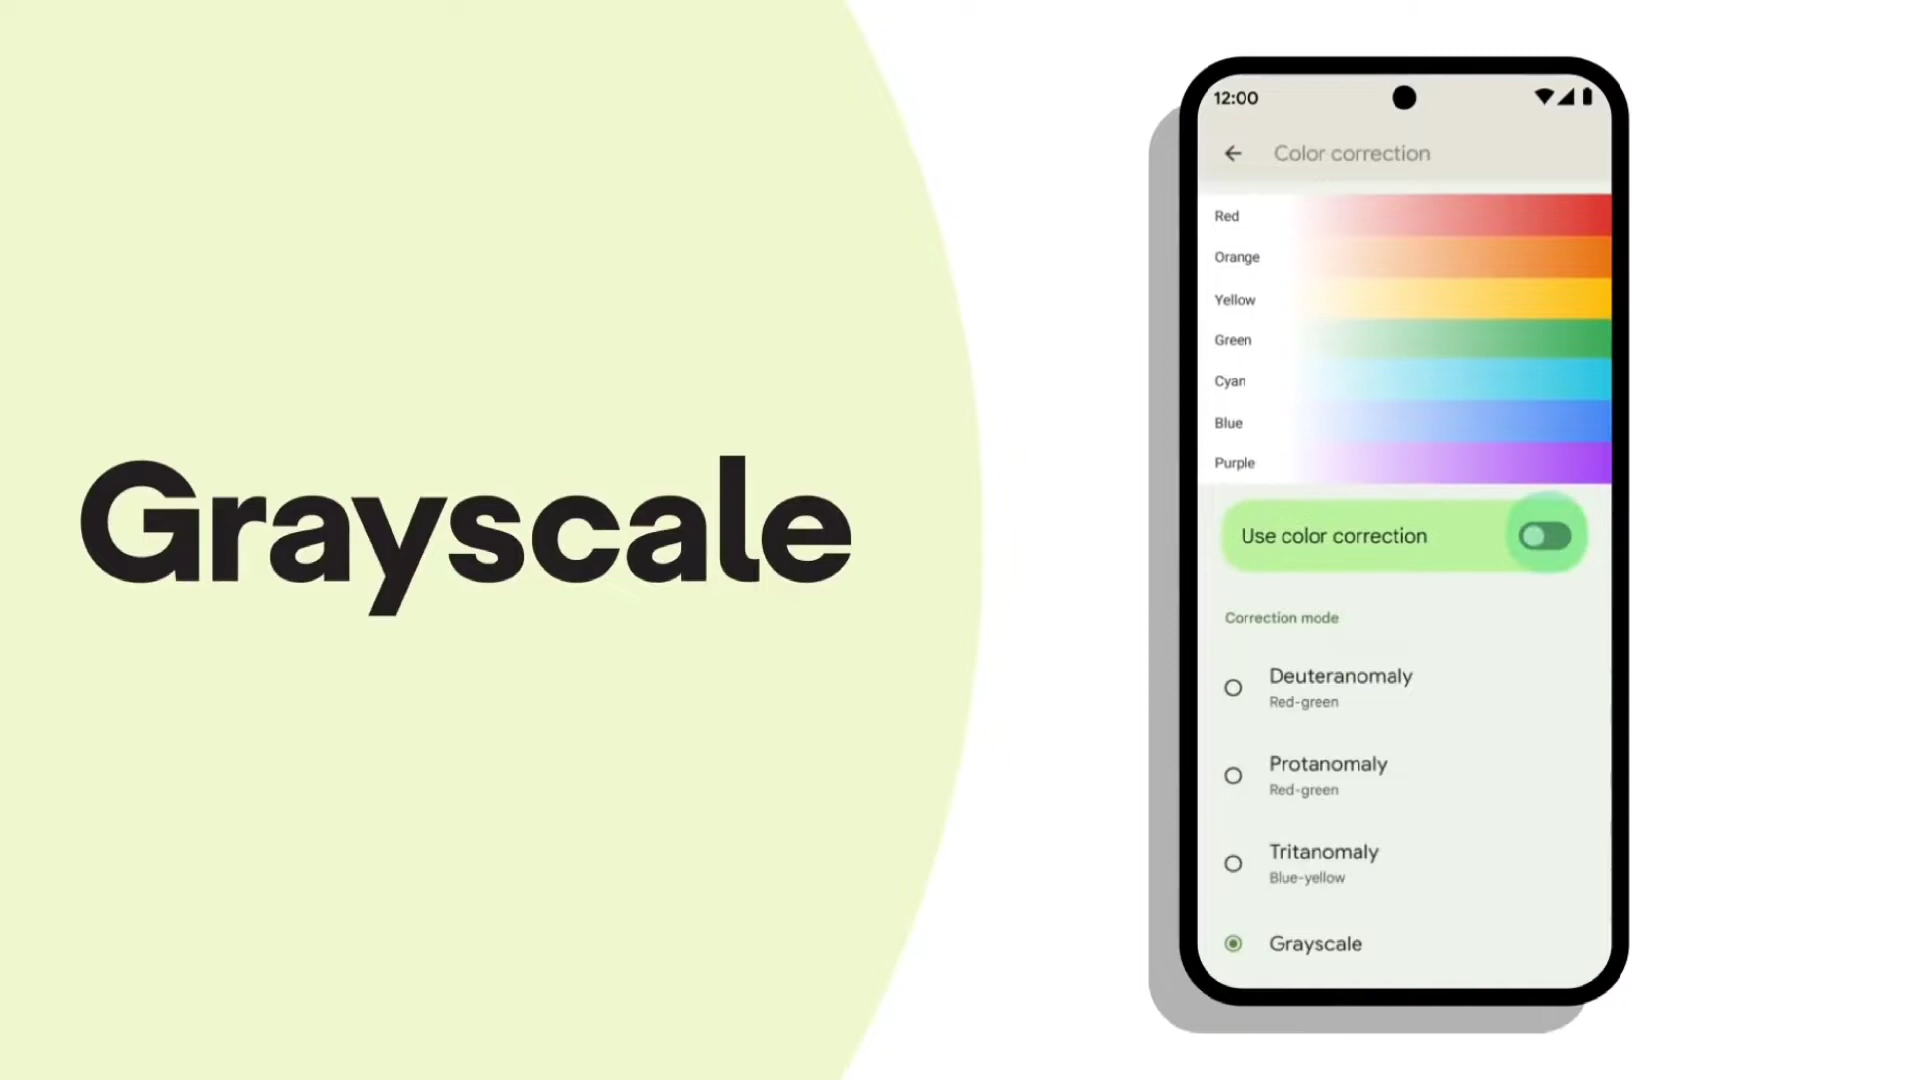 Grayscale
12:00
Color correction
Red
Orange
Yellow
Green
Cyan
Blue
Purple
Use color correction
Correction mode
Deuteranomaly
Red-green
Protanomaly
Red-green
Tritanomaly
Blue-yellow
Grayscale